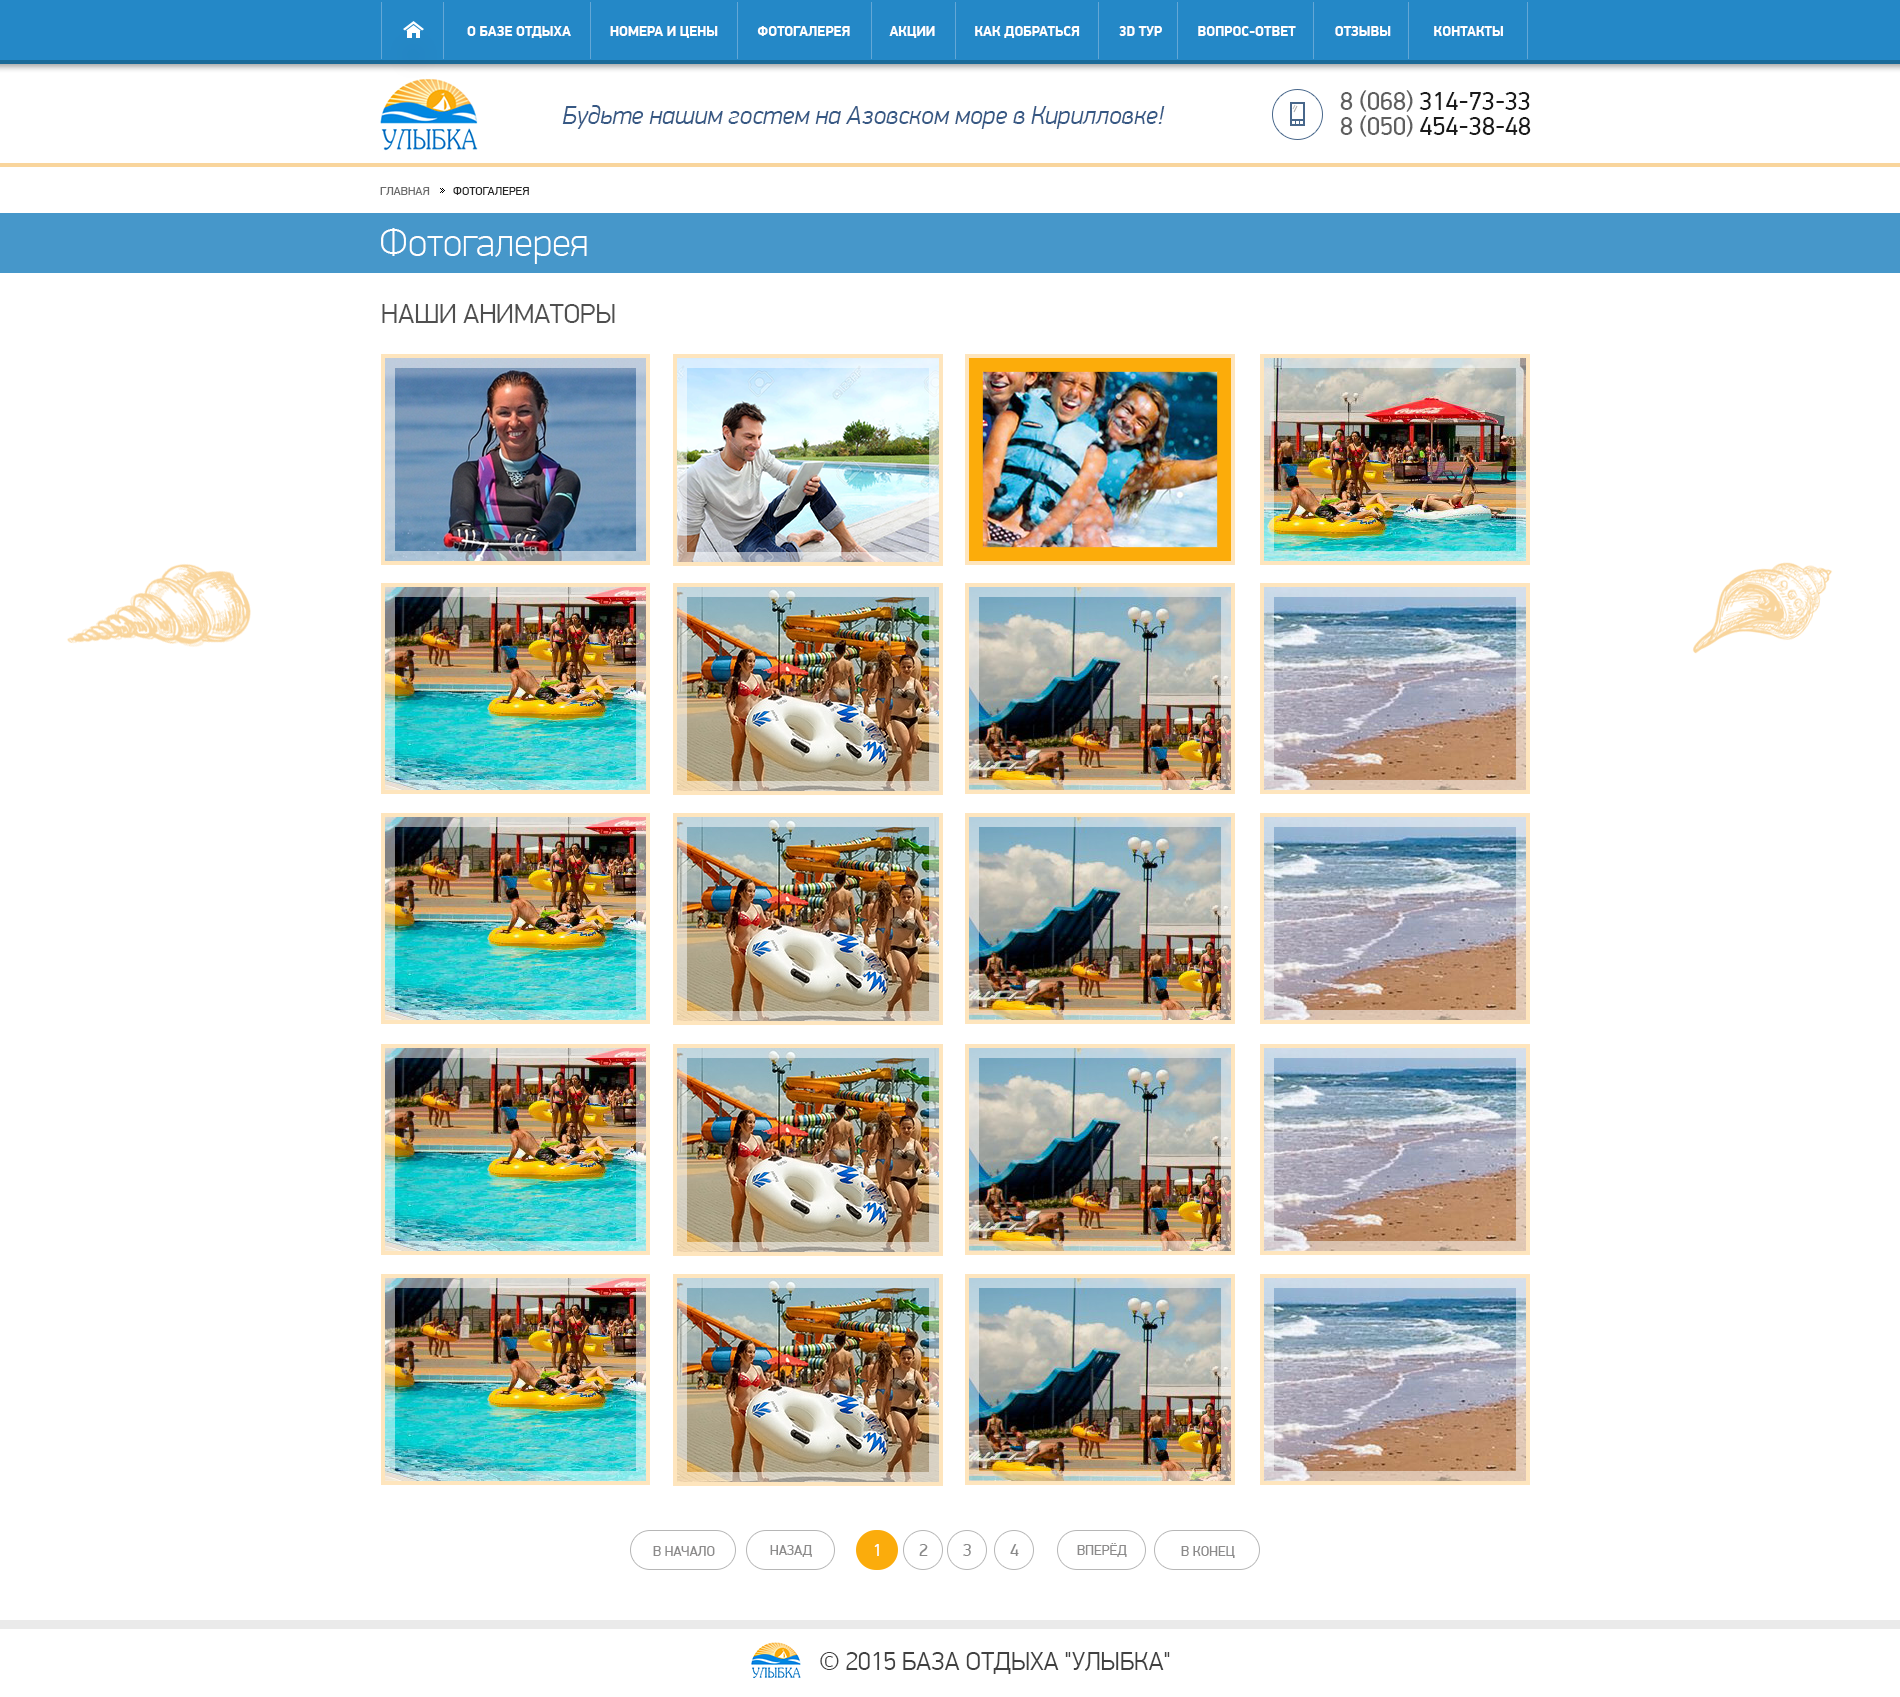 О БАЗЕ ОТДЫХА НОМЕРА И ЦЕНЫ ФОТОГАЛЕРЕЯ АКЦИИ КАК ДОБРАТЬСЯ 3D ТУР ВОПРОС-ОТВЕТ ОТЗЫВЫ КОНТАКТЫ
УЛЫБКА
Будьте нашим гостем на Азовском море в Кирилловке!
8 (068) 314-73-33
8 (050) 454-38-48
ГЛАВНАЯ » ФОТОГАЛЕРЕЯ
Фотогалерея
НАШИ АНИМАТОРЫ
В НАЧАЛО НАЗАД 1 2 3 4 ВПЕРЁД В КОНЕЦ
УЛЫБКА
© 2015 БАЗА ОТДЫХА "УЛЫБКА"